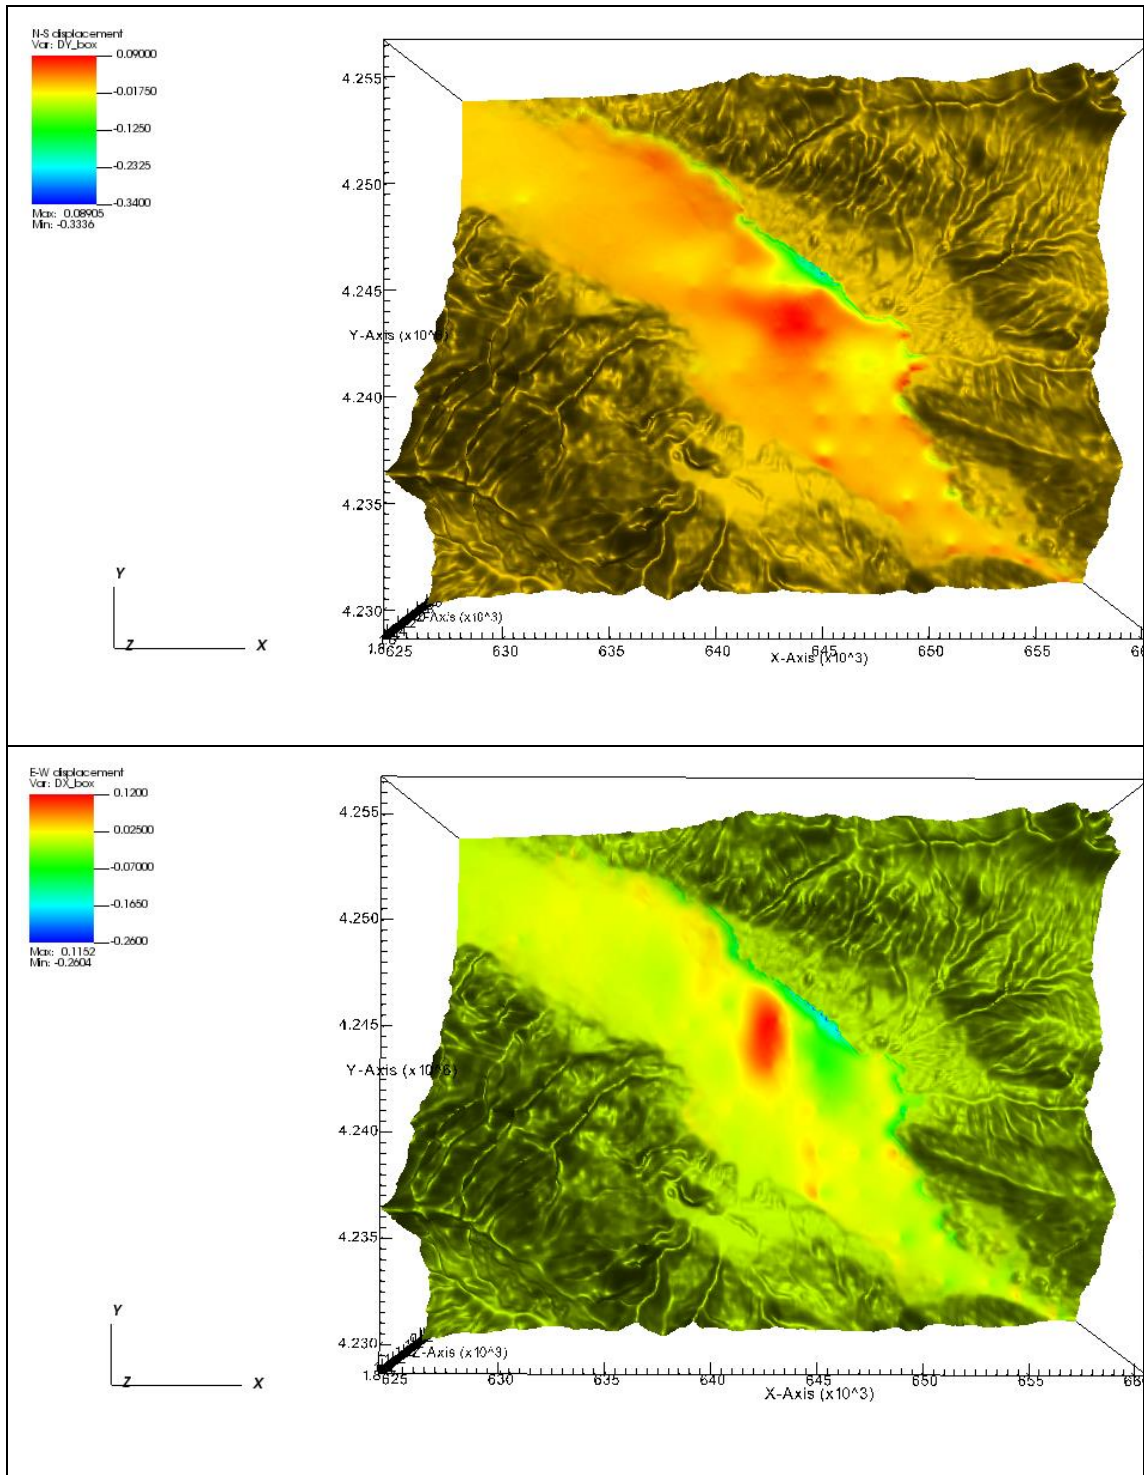 N-S displacement
Var: DY_box
0.09000
-0.01750
-0.1250
-0.2325
-0.3400
Max: 0.08905
Min: -0.3336
4.255
4.250
4.245
Y-Axis (x10^
4.240
4.235
4.230
-Axis (x10^3)
625 630 635 640 645 650 655
X-Axis (x10^3)
Y
Z X
E-W displacement
Var: DX_box
0.1200
0.02500
-0.07000
-0.1650
-0.2600
Max: 0.1152
Min: -0.2604
4.255
4.250
4.245
Y-Axis (x10^6)
4.240
4.235
4.230
Z-Axis (x10^3)
625 630 635 640 645 650 655
X-Axis (x10^3)
Y
Z X